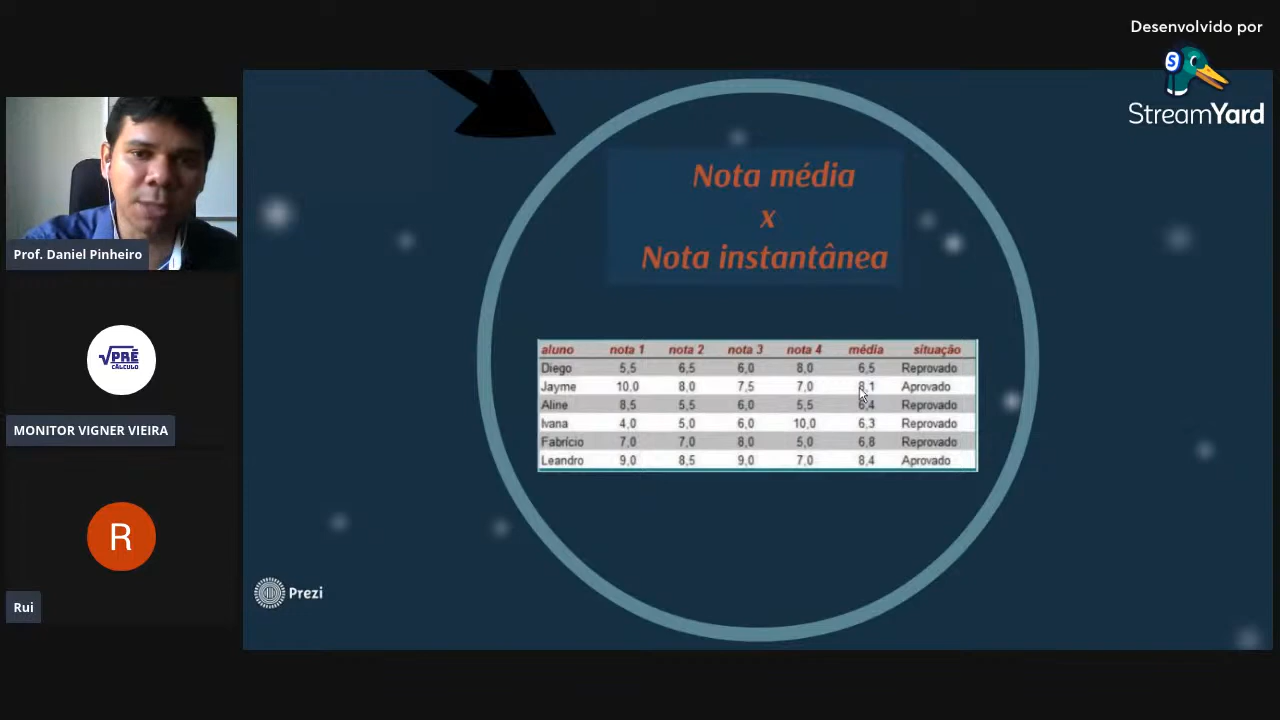 Desenvolvido por
StreamYard
Prof. Daniel Pinheiro
√PRÉ
CÁLCULO
MONITOR VIGNER VIEIRA
R
Rui
Nota média
x
Nota instantânea
aluno nota 1 nota 2 nota 3 nota 4 média situação
Diego 5,5 6,5 6,0 8,0 6,5 Reprovado
Jayme 10,0 8,0 7,5 7,0 8,1 Aprovado
Aline 8,5 5,5 6,0 5,5 6,4 Reprovado
Ivana 4,0 5,0 6,0 10,0 6,3 Reprovado
Fabrício 7,0 7,0 8,0 5,0 6,8 Reprovado
Leandro 9,0 8,5 9,0 7,0 8,4 Aprovado
Prezi